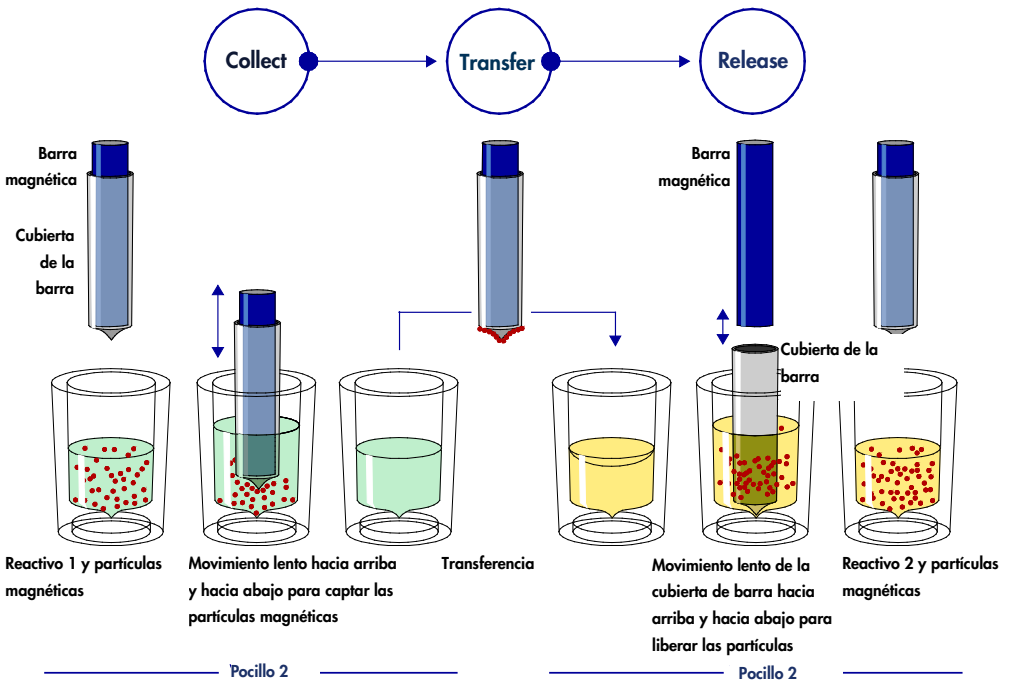 Collect
Transfer
Release
Barra
magnética
Cubierta
de la
barra
Barra
magnética
Cubierta de la
barra
Reactivo 1 y partículas
magnéticas
Movimiento lento hacia arriba
y hacia abajo para captar las
partículas magnéticas
Transferencia
Movimiento lento de la
cubierta de barra hacia
arriba y hacia abajo para
liberar las partículas
Reactivo 2 y partículas
magnéticas
Pocillo 2
Pocillo 2